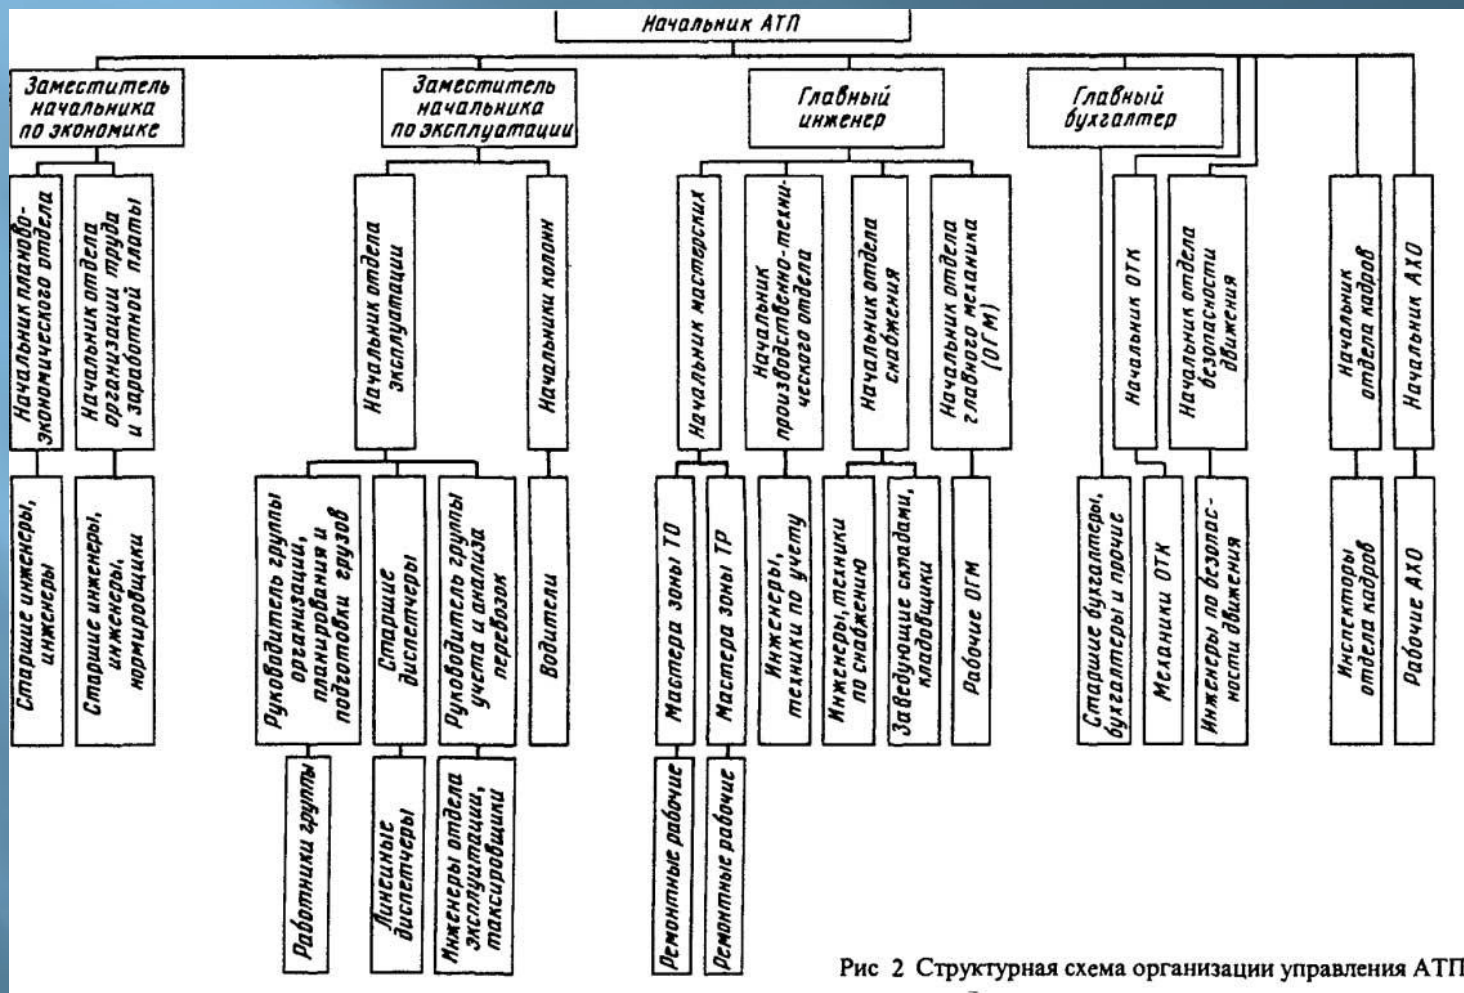 Начальник АТП
Заместитель
начальника
по экономике
Заместитель
начальника
по эксплуатации
Главный
инженер
Главный
бухгалтер
Начальник планово-
экономического отдела
Начальник отдела
организации труда
и заработной платы
Начальник отдела
эксплуатации
Начальники колонн
Начальник мастерских
Начальник
производственно-техни-
ческого отдела
Начальник отдела
снабжения
Начальник отдела
главного механика
(ОГМ)
Начальник ОТК
Начальник отдела
безопасности
движения
Начальник
отдела кадров
Начальник АХО
Старшие инженеры,
инженеры
Старшие инженеры,
инженеры,
нормировщики
Руководитель группы
организации,
планирования и
подготовки грузов
Старшие
диспетчеры
Руководитель группы
учета и анализа
перевозок
Водители
Мастера зоны ТО
Мастера зоны ТР
Инженеры,
техники по учету
Инженеры, техники
по снабжению
Заведующие складами,
кладовщики
Рабочие ОГМ
Старшие бухгалтеры,
бухгалтеры и прочие
Механики ОТК
Инженеры по безопас-
ности движения
Инспекторы
отдела кадров
Рабочие АХО
Работники группы
Линейные
диспетчеры
Инженеры отдела
эксплуатации,
таксировщики
Ремонтные рабочие
Ремонтные рабочие
Рис 2 Структурная схема организации управления АТП